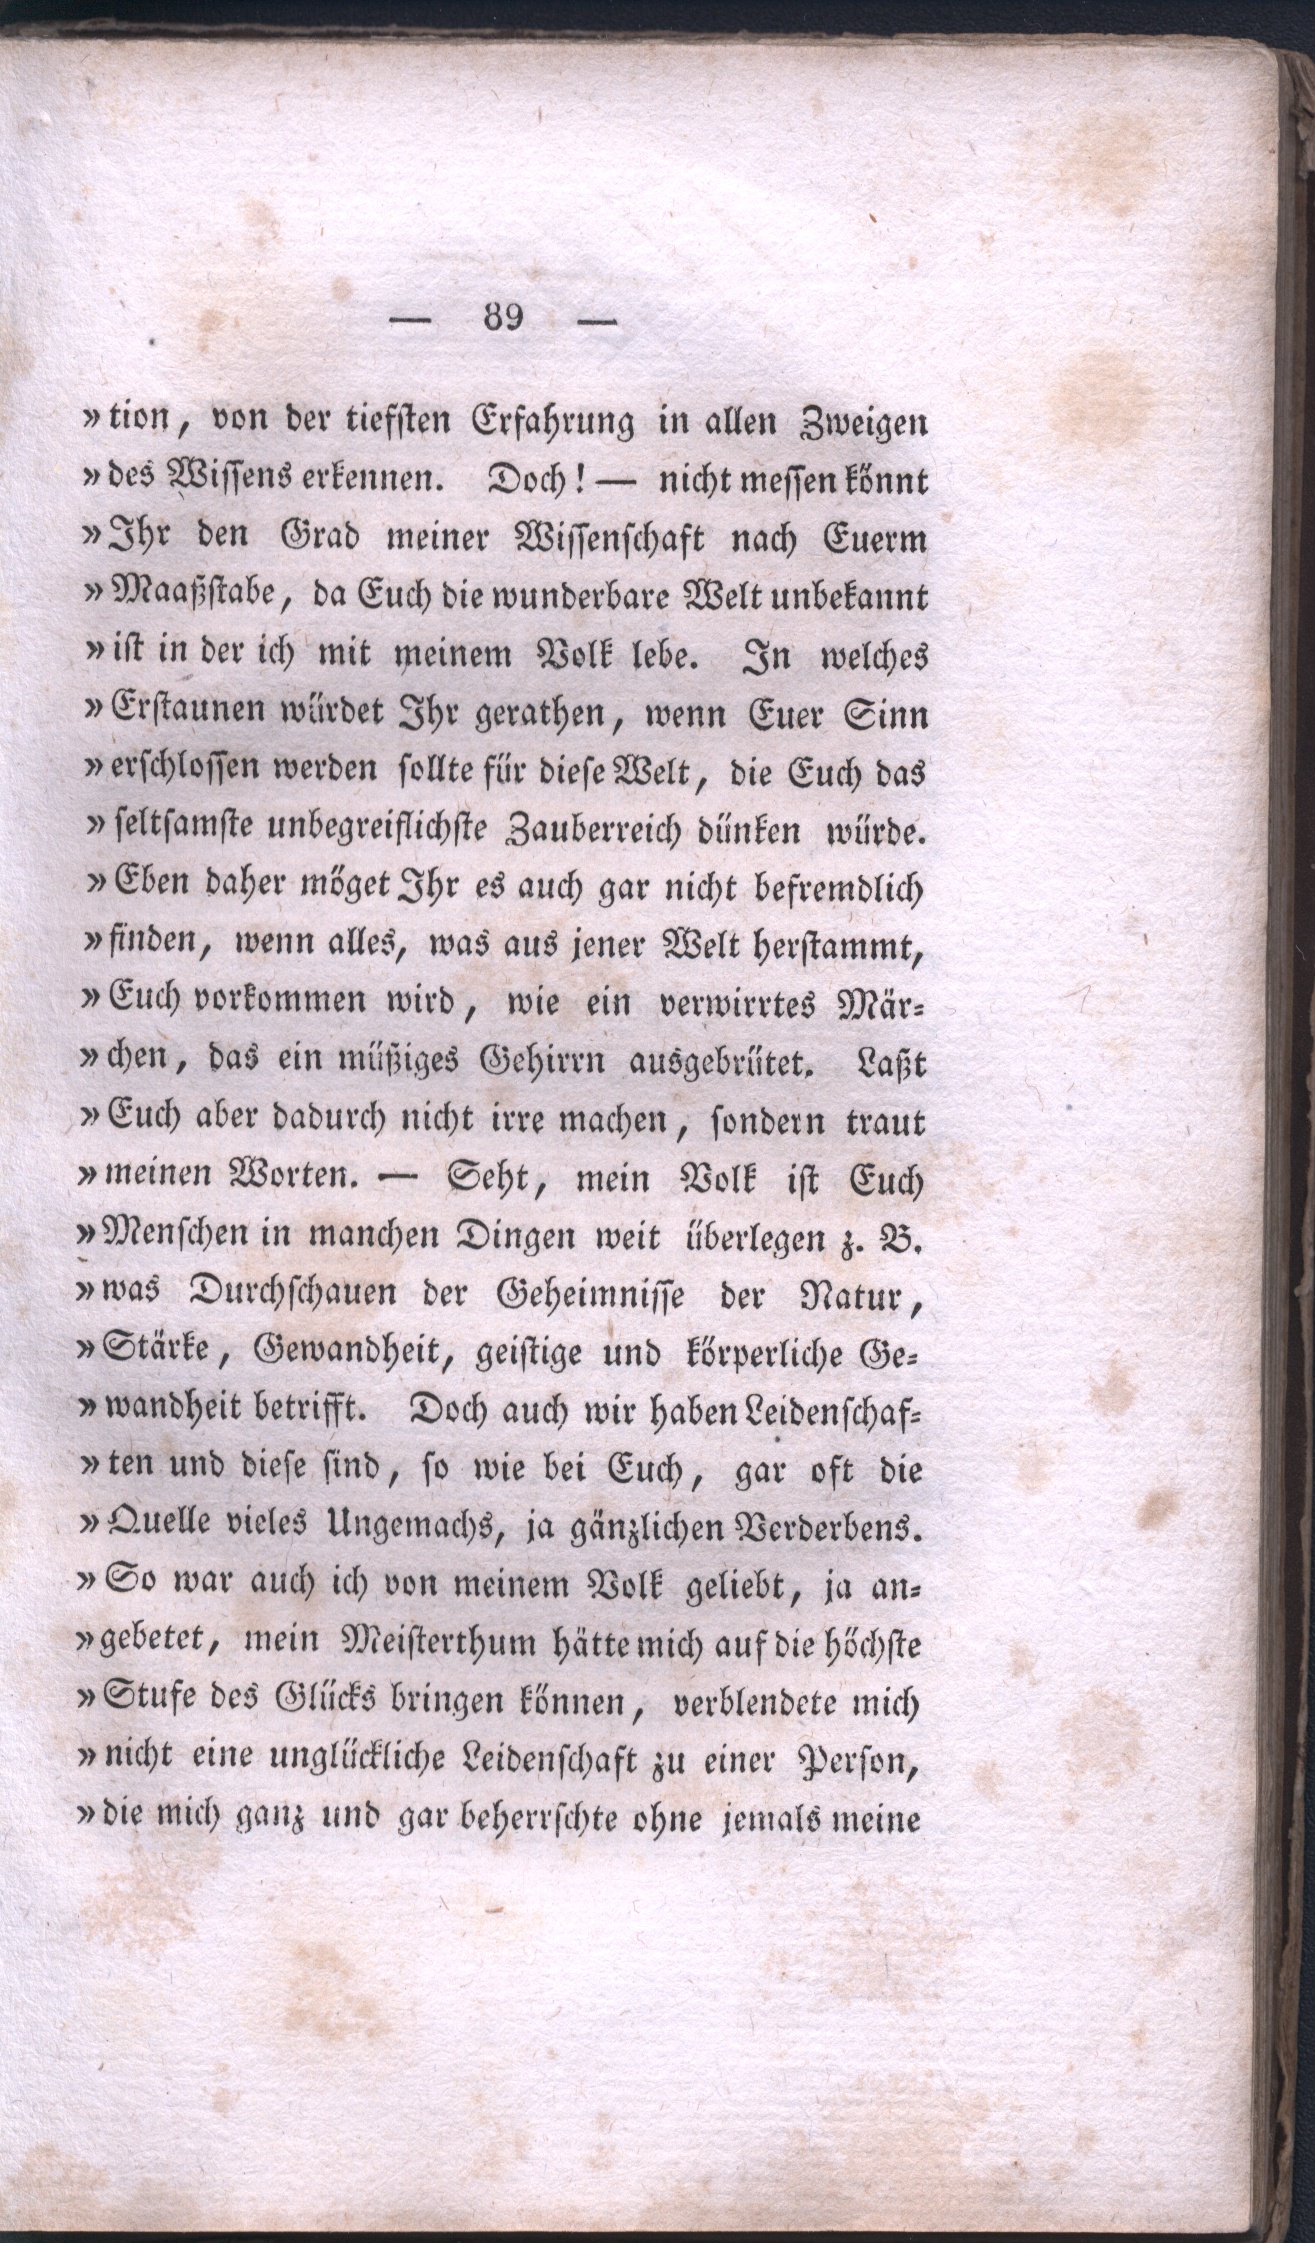 — 89 —
»tion, von der tiefſten Erfahrung in allen Zweigen
»des Wiſſens erkennen. Doch! — nicht meſſen könnt
»Ihr den Grad meiner Wiſſenſchaft nach Euerm
»Maaßſtabe, da Euch die wunderbare Welt unbekannt
»iſt in der ich mit meinem Volk lebe. In welches
»Erſtaunen würdet Ihr gerathen, wenn Euer Sinn
»erſchloſſen werden ſollte für dieſe Welt, die Euch das
»ſeltſamſte unbegreiflichſte Zauberreich dünken würde.
»Eben daher möget Ihr es auch gar nicht befremdlich
»finden, wenn alles, was aus jener Welt herſtammt,
»Euch vorkommen wird, wie ein verwirrtes Mär-
»chen, das ein müßiges Gehirrn ausgebrütet. Laßt
»Euch aber dadurch nicht irre machen, ſondern traut
»meinen Worten. — Seht, mein Volk iſt Euch
»Menſchen in manchen Dingen weit überlegen z. B.
»was Durchſchauen der Geheimniſſe der Natur,
»Stärke, Gewandheit, geiſtige und körperliche Ge-
»wandheit betrifft. Doch auch wir haben Leidenſchaf-
»ten und dieſe ſind, ſo wie bei Euch, gar oft die
»Quelle vieles Ungemachs, ja gänzlichen Verderbens.
»So war auch ich von meinem Volk geliebt, ja an-
»gebetet, mein Meiſterthum hätte mich auf die höchſte
»Stufe des Glücks bringen können, verblendete mich
»nicht eine unglückliche Leidenſchaft zu einer Perſon,
»die mich ganz und gar beherrſchte ohne jemals meine